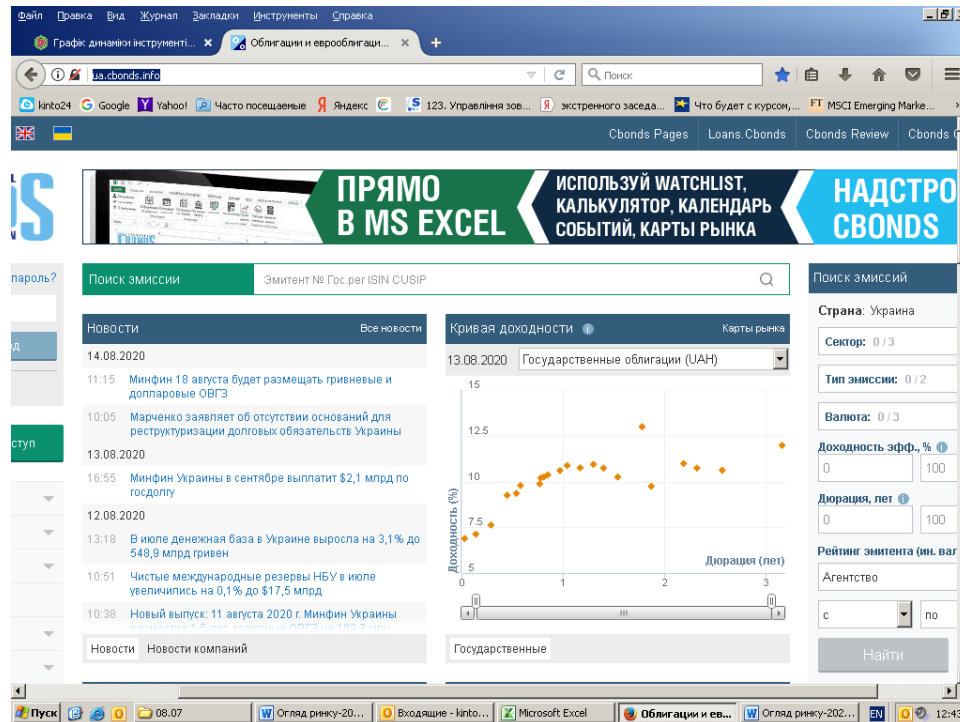 Файл Правка Вид Журнал Закладки Инструменты Справка
Графік динаміки інструменті...
Облигации и еврооблигаци...
ua.cbonds.info
Поиск
kinto24 Google Yahoo! Часто посещаемые Яндекс 123. Управління зов... экстренного заседа... Что будет с курсом,... MSCI Emerging Marke...
Cbonds Pages Loans.Cbonds Cbonds Review Cbonds
ПРЯМО
В MS EXCEL
ИСПОЛЬЗУЙ WATCHLIST,
КАЛЬКУЛЯТОР, КАЛЕНДАРЬ
СОБЫТИЙ, КАРТЫ РЫНКА
НАДСТРО
CBONDS
пароль?
ступ
Поиск эмиссии
Эмитент № Гос.рег ISIN CUSIP
Новости
Все новости
14.08.2020
11:15 Минфин 18 августа будет размещать гривневые и
долларовые ОВГЗ
10:05 Марченко заявляет об отсутствии оснований для
реструктуризации долговых обязательств Украины
13.08.2020
16:55 Минфин Украины в сентябре выплатит $2,1 млрд по
госдолгу
12.08.2020
13:18 В июле денежная база в Украине выросла на 3,1% до
548,9 млрд гривен
10:51 Чистые международные резервы НБУ в июле
увеличились на 0,1% до $17,5 млрд
10:38 Новый выпуск: 11 августа 2020 г. Минфин Украины
Новости Новости компаний
Кривая доходности
Карты рынка
13.08.2020 Государственные облигации (UAH)
15
12.5
10
7.5
5
Доходность (%)
Дюрация (лет)
0 1 2 3
Государственные
Поиск эмиссий
Страна: Украина
Сектор: 0 / 3
Тип эмиссии: 0 / 2
Валюта: 0 / 3
Доходность эфф., %
0 100
Дюрация, лет
0 100
Рейтинг эмитента (ин. вал
Агентство
с по
Найти
Пуск 08.07 Огляд ринку-20... Входящие - kinto... Microsoft Excel Облигации и ев... Огляд ринку-202... EN 12:43